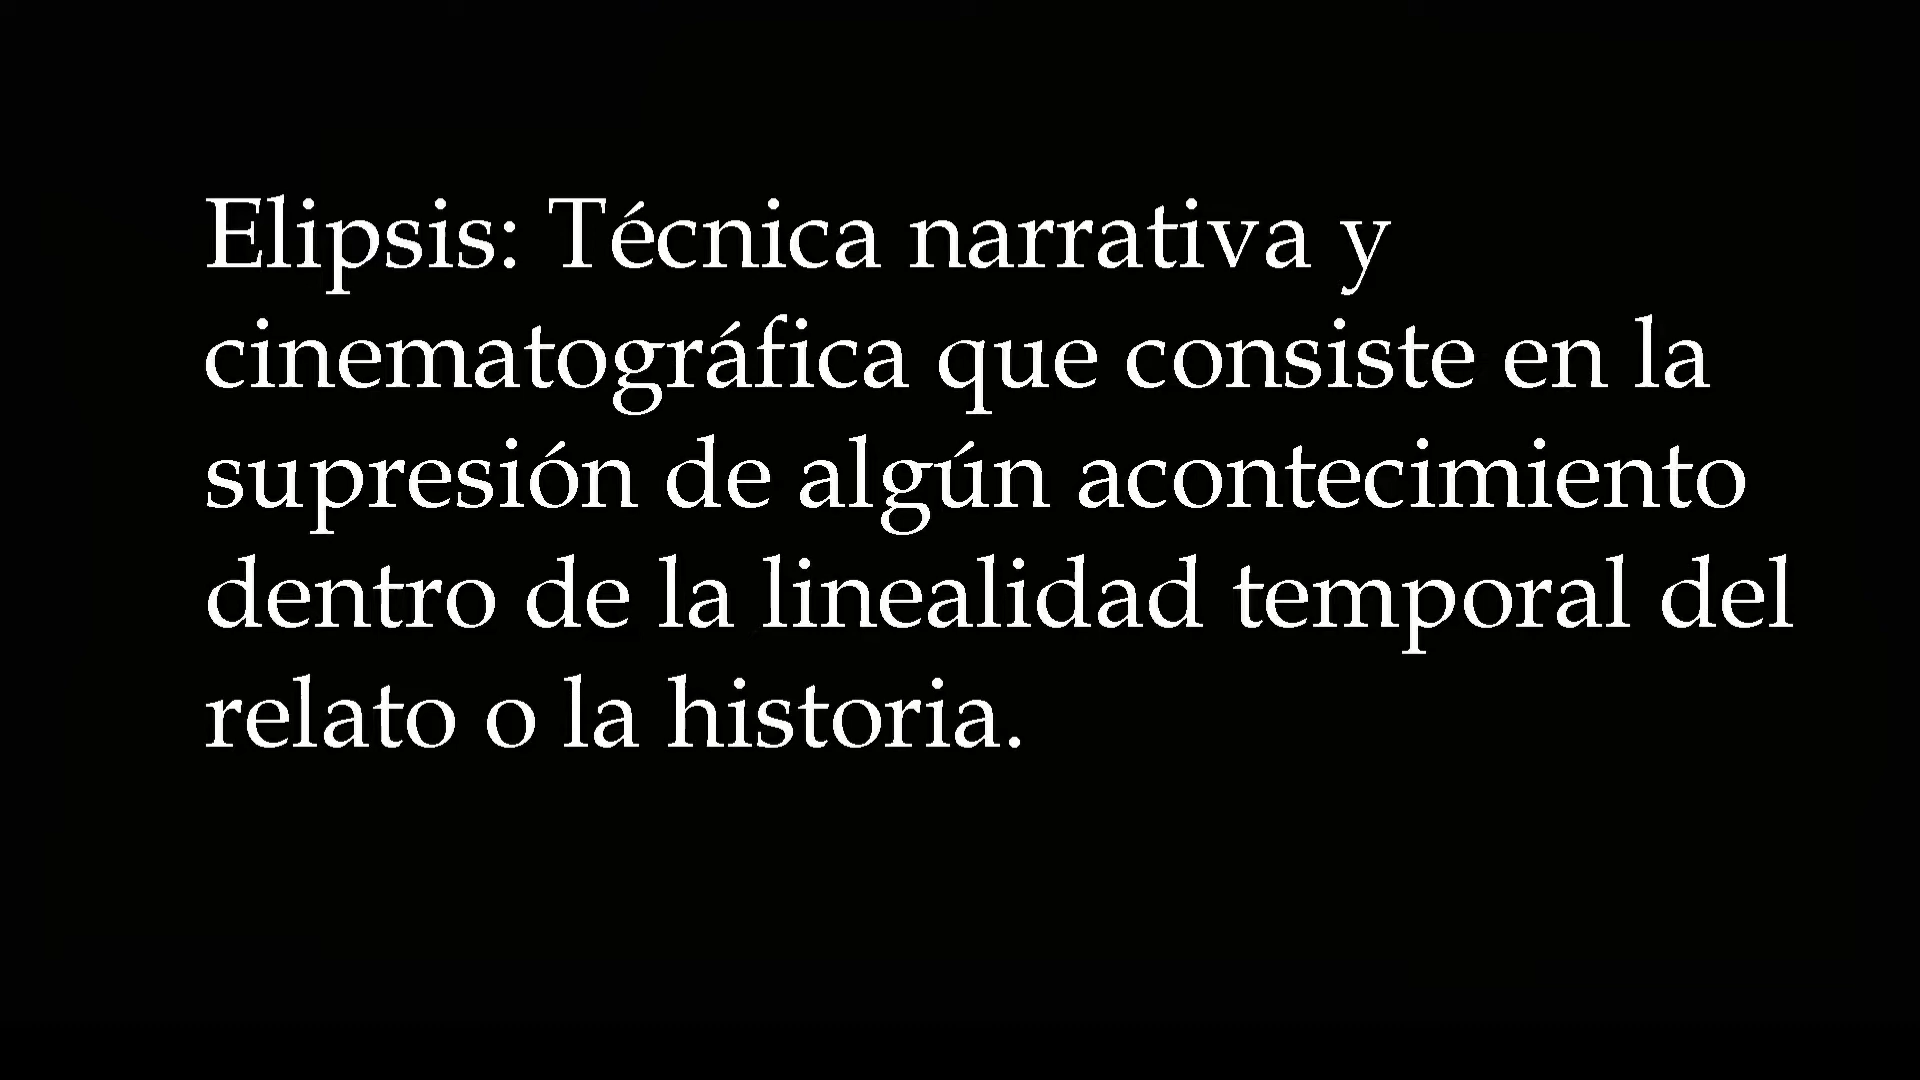 Elipsis: Técnica narrativa y
cinematográfica que consiste en la
supresión de algún acontecimiento
dentro de la linealidad temporal del
relato o la historia.